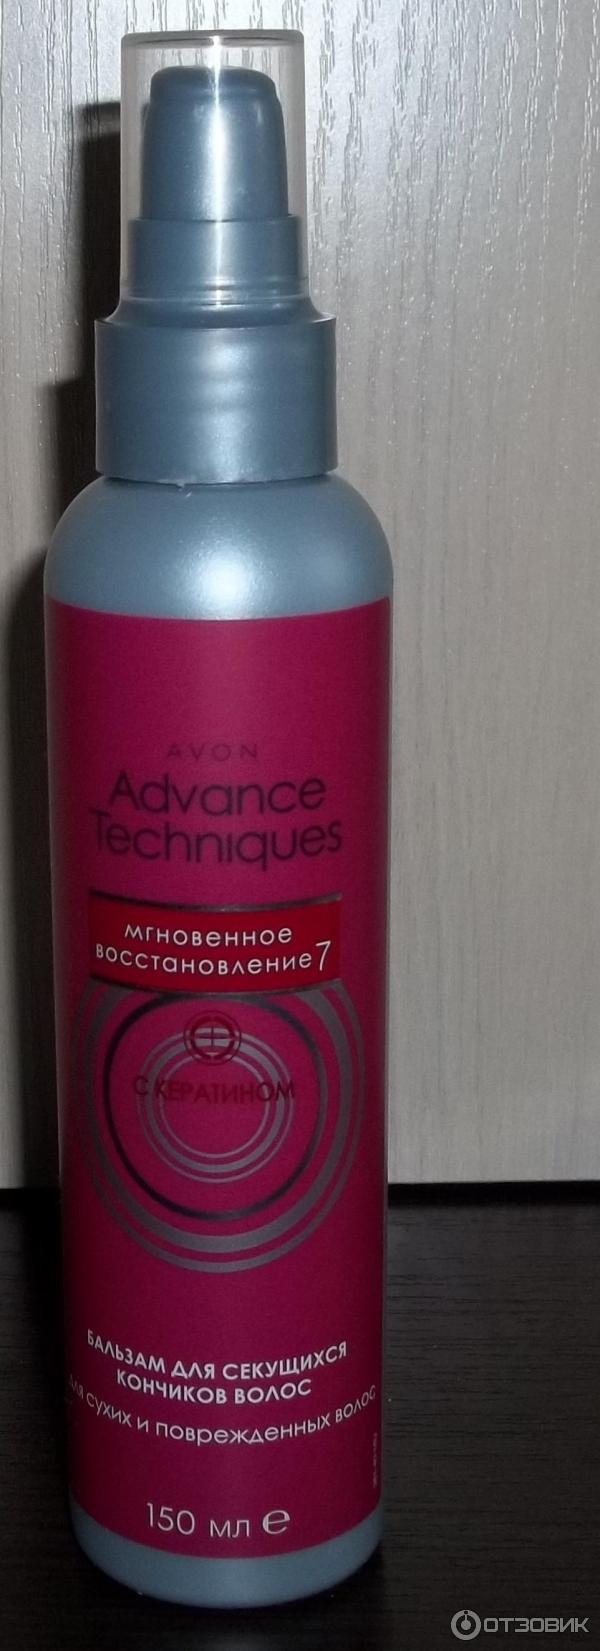 AVON
Advance
Techniques
мгновенное
восстановление 7
С КЕРАТИНОМ
БАЛЬЗАМ ДЛЯ СЕКУЩИХСЯ
КОНЧИКОВ ВОЛОС
для сухих и поврежденных волос
150 мл e
ОТЗОВИК